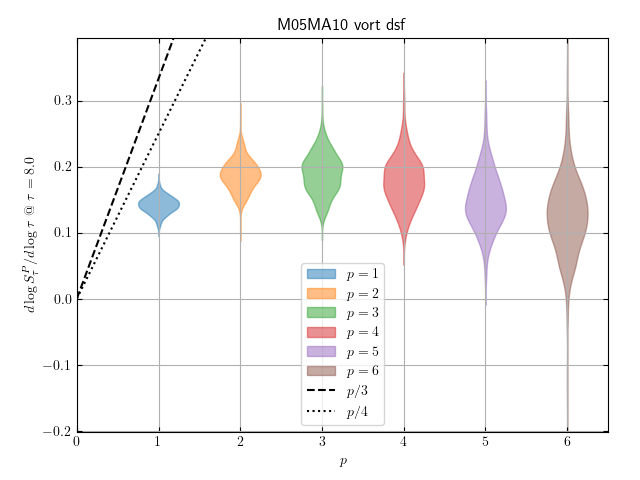 M05MA10 vort dsf
d log S_τ^P / d log τ @ τ = 8.0
0.3
0.2
0.1
0.0
−0.1
−0.2
p = 1
p = 2
p = 3
p = 4
p = 5
p = 6
p/3
p/4
0 1 2 3 4 5 6
p